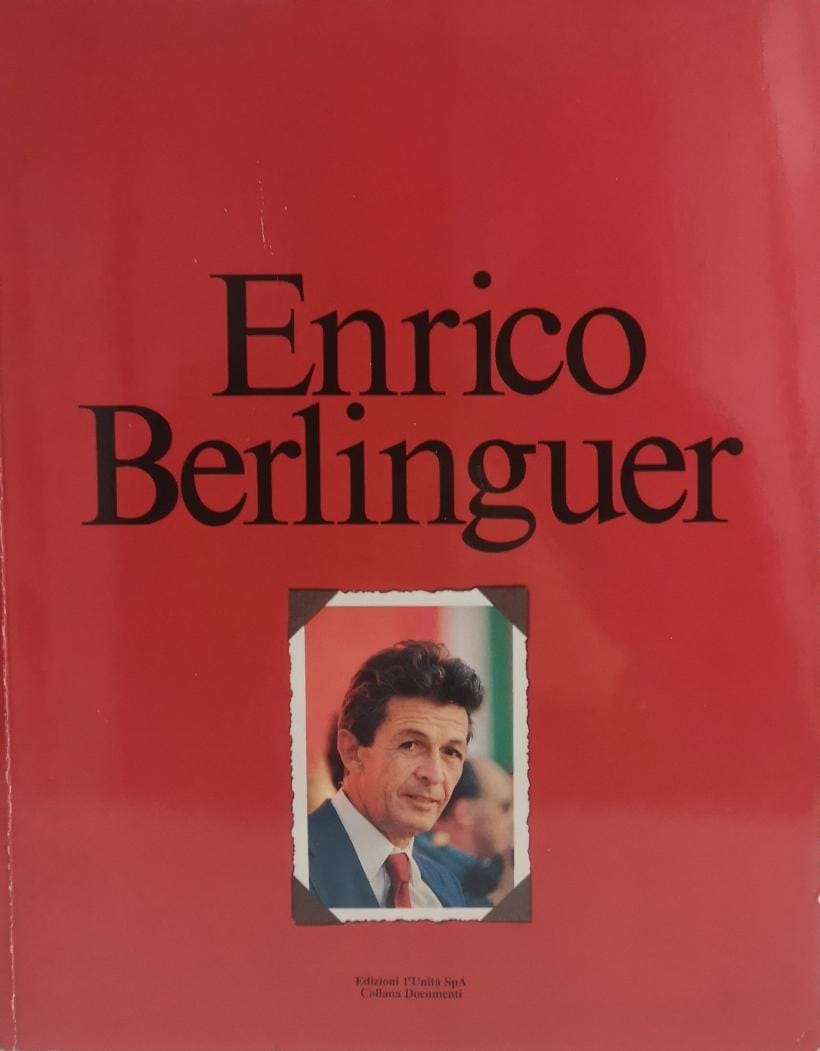 Enrico
Berlinguer
Edizioni l'Unità SpA
Collana Documenti